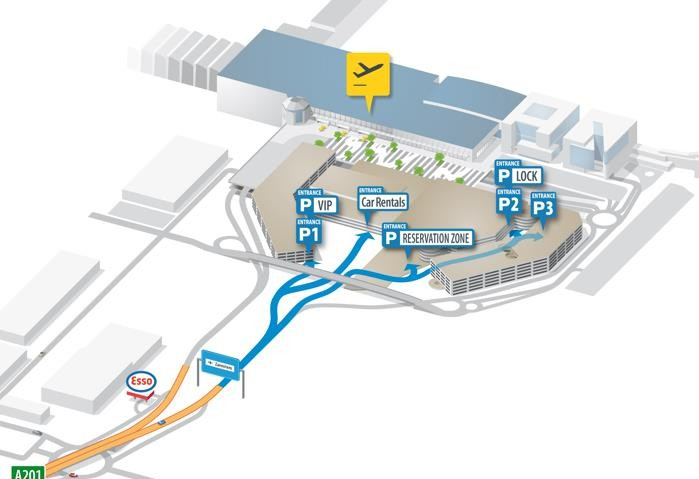 ENTRANCE
P LOCK
ENTRANCE
P VIP
ENTRANCE
Car Rentals
ENTRANCE
P2
ENTRANCE
P3
ENTRANCE
P1
ENTRANCE
P RESERVATION ZONE
Esso
A201